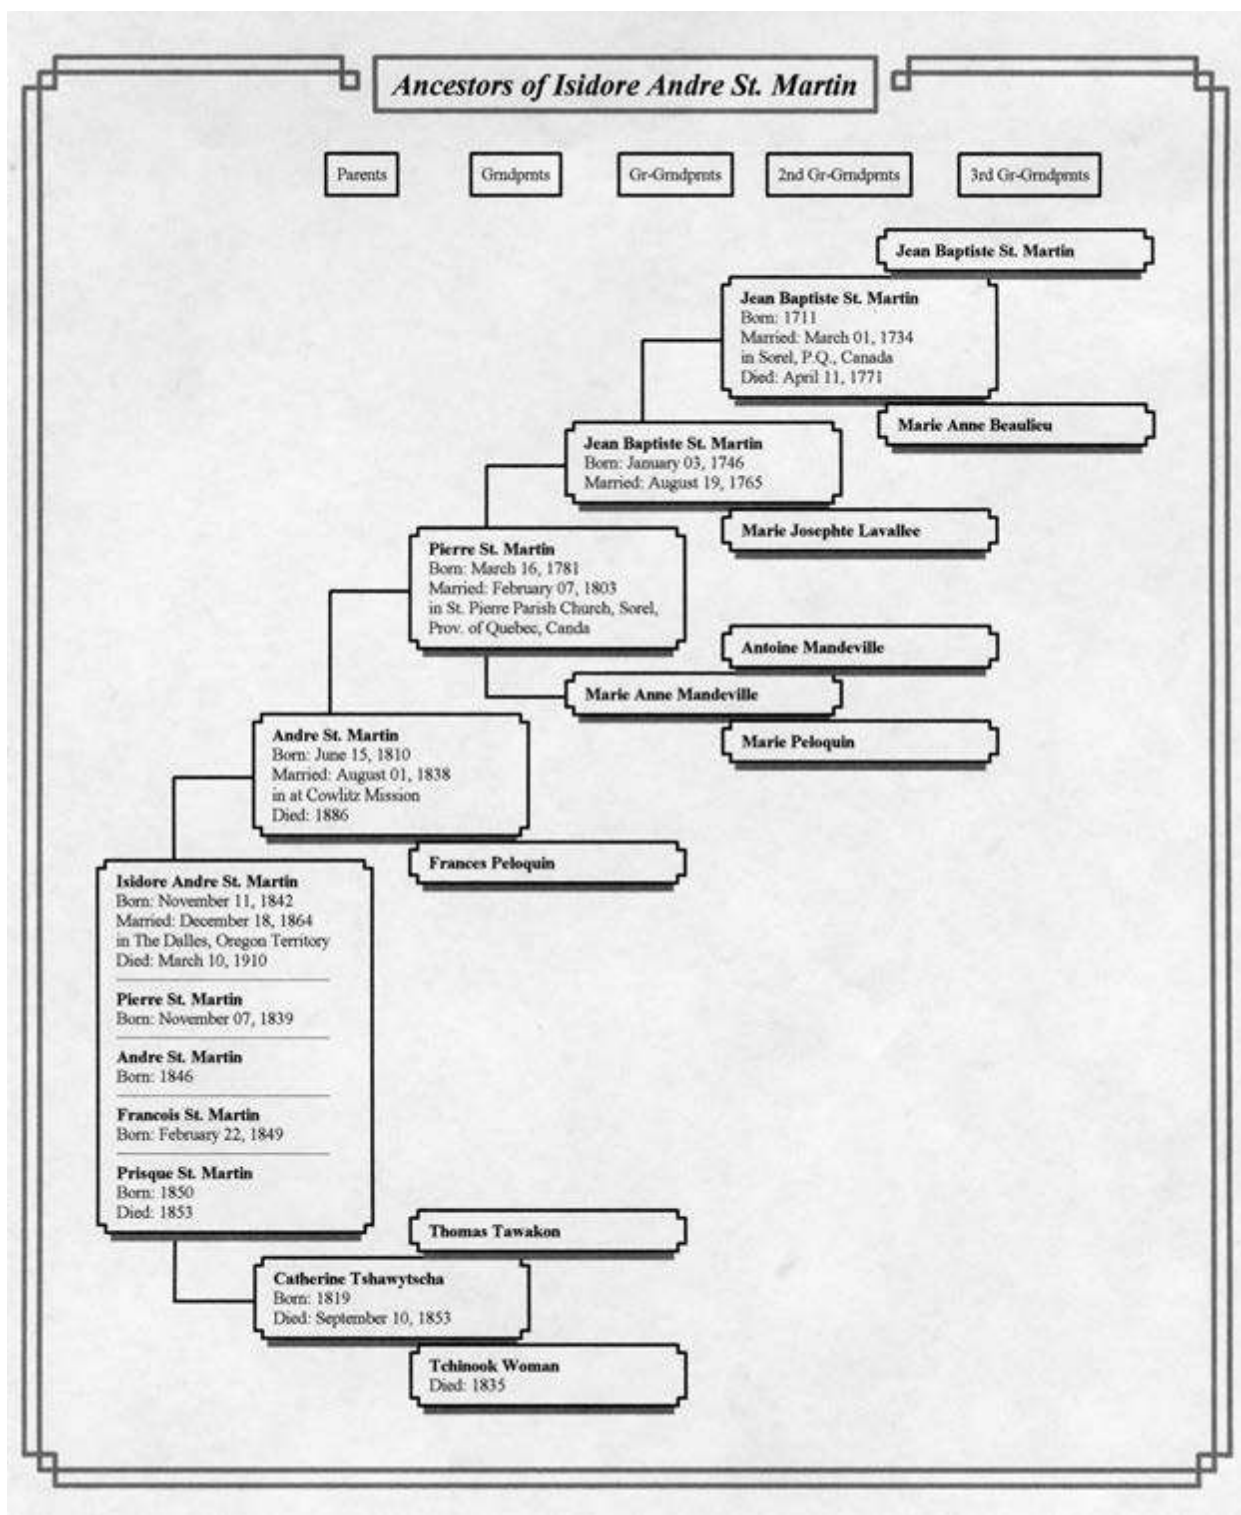 Ancestors of Isidore Andre St. Martin
Parents
Grndprnts
Gr-Grndprnts
2nd Gr-Grndprnts
3rd Gr-Grndprnts
Jean Baptiste St. Martin
Jean Baptiste St. Martin
Born: 1711
Married: March 01, 1734
in Sorel, P.Q., Canada
Died: April 11, 1771
Marie Anne Beaulieu
Jean Baptiste St. Martin
Born: January 03, 1746
Married: August 19, 1765
Marie Josephte Lavallee
Pierre St. Martin
Born: March 16, 1781
Married: February 07, 1803
in St. Pierre Parish Church, Sorel,
Prov. of Quebec, Canda
Antoine Mandeville
Marie Anne Mandeville
Marie Peloquin
Andre St. Martin
Born: June 15, 1810
Married: August 01, 1838
in at Cowlitz Mission
Died: 1886
Frances Peloquin
Isidore Andre St. Martin
Born: November 11, 1842
Married: December 18, 1864
in The Dalles, Oregon Territory
Died: March 10, 1910
Pierre St. Martin
Born: November 07, 1839
Andre St. Martin
Born: 1846
Francois St. Martin
Born: February 22, 1849
Prisque St. Martin
Born: 1850
Died: 1853
Thomas Tawakon
Catherine Tshawytscha
Born: 1819
Died: September 10, 1853
Tchinook Woman
Died: 1835